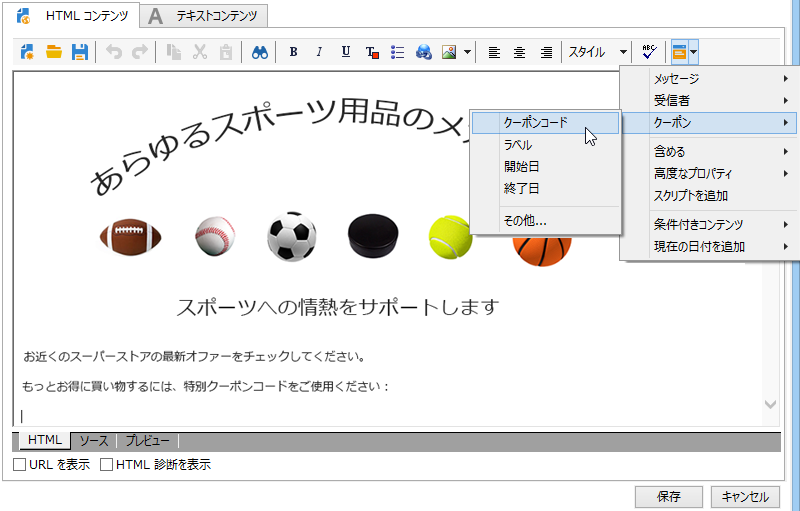 HTML コンテンツ
テキストコンテンツ
B I U T スタイル ABC
メッセージ
受信者
クーポン
含める
高度なプロパティ
スクリプトを追加
条件付きコンテンツ
現在の日付を追加
クーポンコード
ラベル
開始日
終了日
その他...
あらゆるスポーツ用品のメ
スポーツへの情熱をサポートします
お近くのスーパーストアの最新オファーをチェックしてください。
もっとお得に買い物するには、特別クーポンコードをご使用ください：
HTML ソース プレビュー
URL を表示 HTML 診断を表示
保存 キャンセル